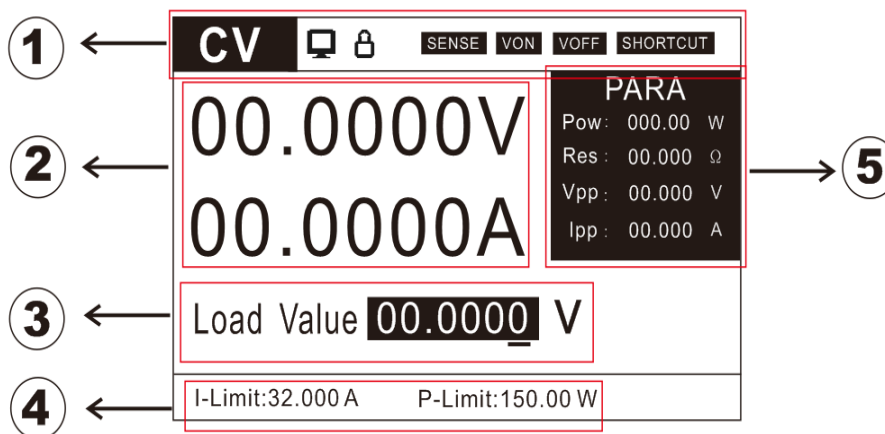 1
CV SENSE VON VOFF SHORTCUT
2
00.0000V
00.0000A
PARA
Pow: 000.00 W
Res: 00.000 Ω
Vpp: 00.000 V
Ipp: 00.000 A
5
3
Load Value 00.0000 V
4
I-Limit:32.000 A P-Limit:150.00 W